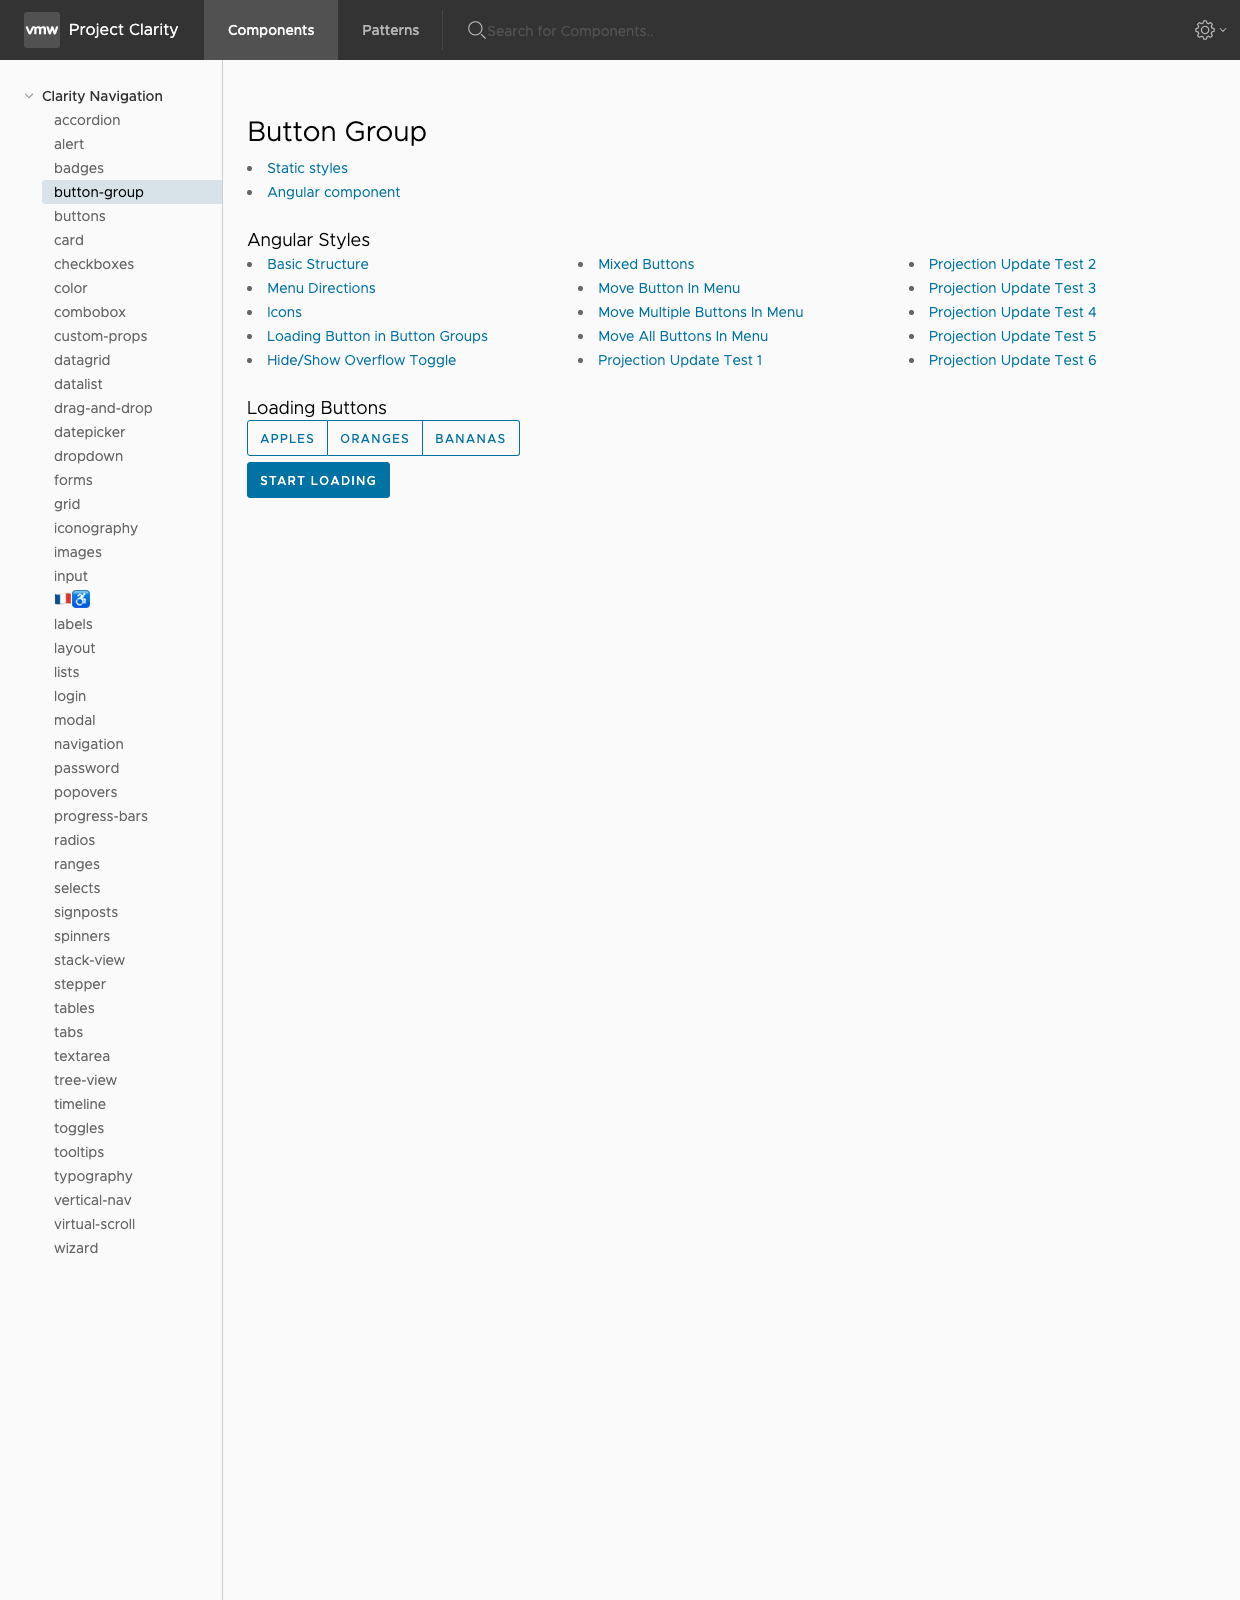 vmw Project Clarity Components Patterns Search for Components..
Clarity Navigation
accordion
alert
badges
button-group
buttons
card
checkboxes
color
combobox
custom-props
datagrid
datalist
drag-and-drop
datepicker
dropdown
forms
grid
iconography
images
input
🇫🇷♿
labels
layout
lists
login
modal
navigation
password
popovers
progress-bars
radios
ranges
selects
signposts
spinners
stack-view
stepper
tables
tabs
textarea
tree-view
timeline
toggles
tooltips
typography
vertical-nav
virtual-scroll
wizard
Button Group
Static styles
Angular component
Angular Styles
Basic Structure
Menu Directions
Icons
Loading Button in Button Groups
Hide/Show Overflow Toggle
Mixed Buttons
Move Button In Menu
Move Multiple Buttons In Menu
Move All Buttons In Menu
Projection Update Test 1
Projection Update Test 2
Projection Update Test 3
Projection Update Test 4
Projection Update Test 5
Projection Update Test 6
Loading Buttons
APPLES ORANGES BANANAS
START LOADING